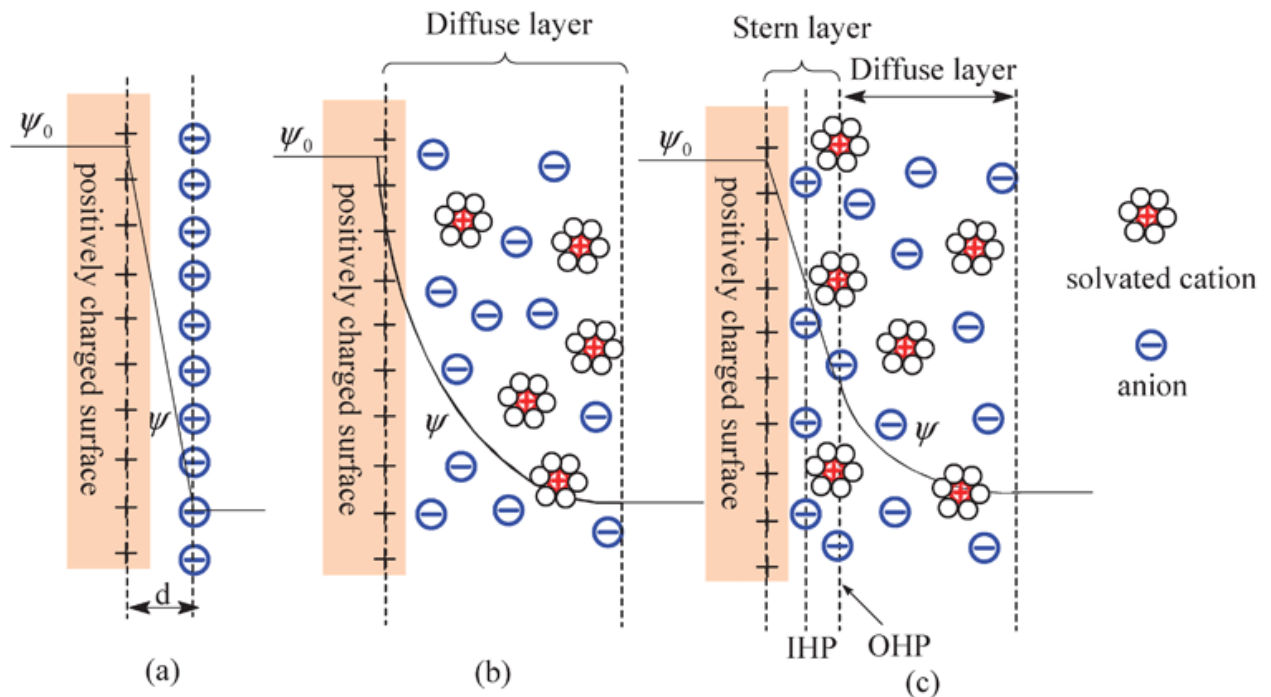 Diffuse layer
Stern layer
Diffuse layer
ψ₀
ψ₀
ψ₀
positively charged surface
positively charged surface
positively charged surface
ψ
ψ
ψ
solvated cation
anion
d
IHP
OHP
(a)
(b)
(c)